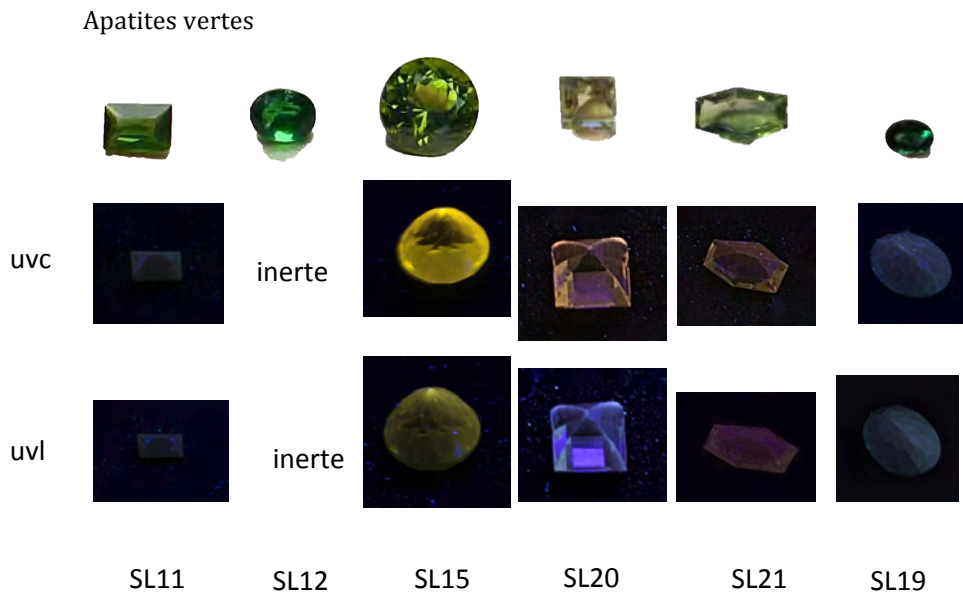 Apatites vertes
uvc
inerte
uvl
inerte
SL11 SL12 SL15 SL20 SL21 SL19